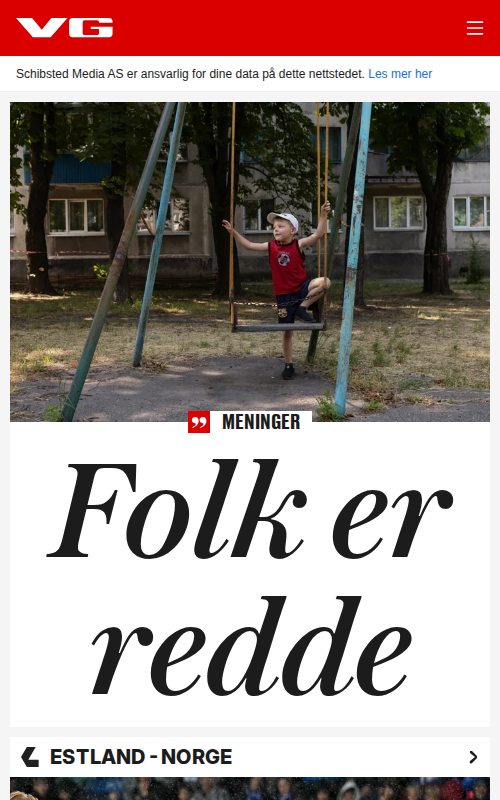 VG
Schibsted Media AS er ansvarlig for dine data på dette nettstedet. Les mer her
MENINGER
Folk er
redde
ESTLAND - NORGE